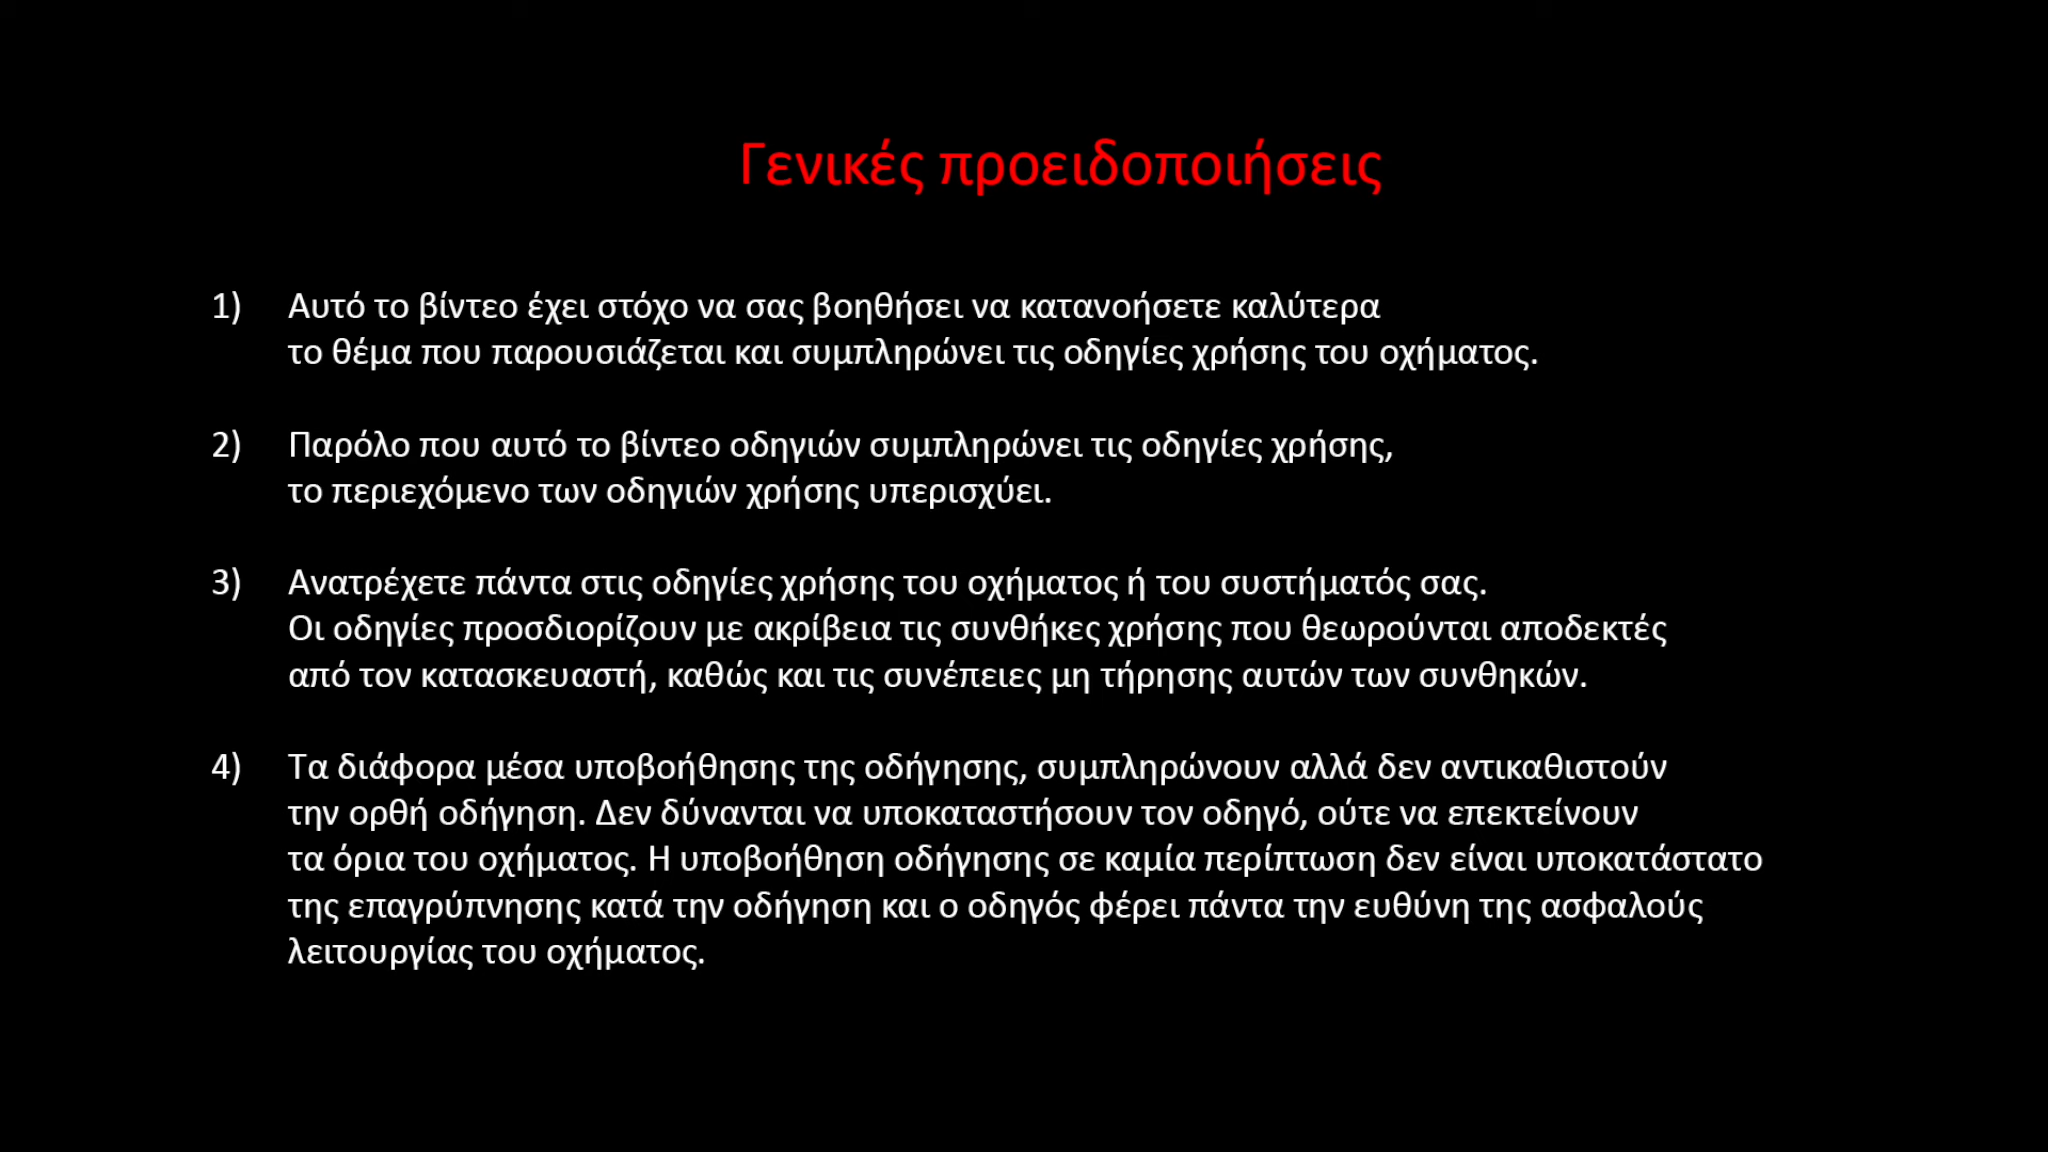 Γενικές προειδοποιήσεις
1) Αυτό το βίντεο έχει στόχο να σας βοηθήσει να κατανοήσετε καλύτερα
το θέμα που παρουσιάζεται και συμπληρώνει τις οδηγίες χρήσης του οχήματος.
2) Παρόλο που αυτό το βίντεο οδηγιών συμπληρώνει τις οδηγίες χρήσης,
το περιεχόμενο των οδηγιών χρήσης υπερισχύει.
3) Ανατρέχετε πάντα στις οδηγίες χρήσης του οχήματος ή του συστήματός σας.
Οι οδηγίες προσδιορίζουν με ακρίβεια τις συνθήκες χρήσης που θεωρούνται αποδεκτές
από τον κατασκευαστή, καθώς και τις συνέπειες μη τήρησης αυτών των συνθηκών.
4) Τα διάφορα μέσα υποβοήθησης της οδήγησης, συμπληρώνουν αλλά δεν αντικαθιστούν
την ορθή οδήγηση. Δεν δύνανται να υποκαταστήσουν τον οδηγό, ούτε να επεκτείνουν
τα όρια του οχήματος. Η υποβοήθηση οδήγησης σε καμία περίπτωση δεν είναι υποκατάστατο
της επαγρύπνησης κατά την οδήγηση και ο οδηγός φέρει πάντα την ευθύνη της ασφαλούς
λειτουργίας του οχήματος.